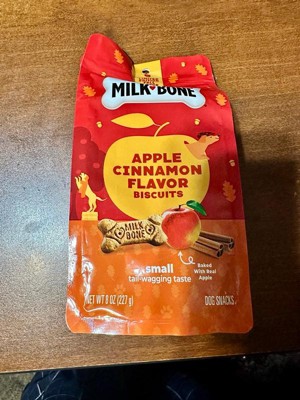 MILK-BONE
APPLE
CINNAMON
FLAVOR
BISCUITS
MILK
BONE
small
tail-wagging taste
Baked
With Real
Apple
NET WT 8 OZ (227g)
DOG SNACKS